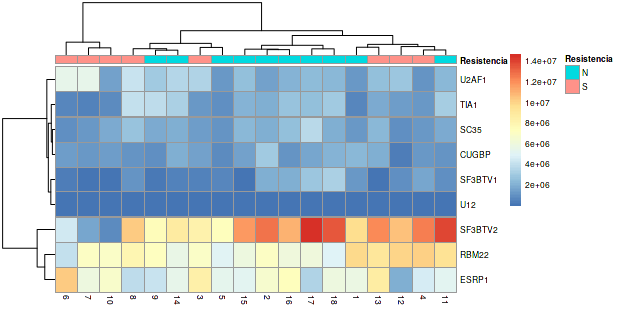 Resistencia
U2AF1
TIA1
SC35
CUGBP
SF3BTV1
U12
SF3BTV2
RBM22
ESRP1
6 7 10 8 9 14 3 5 15 2 16 17 18 1 13 12 4 11
1.4e+07
1.2e+07
1e+07
8e+06
6e+06
4e+06
2e+06
Resistencia
N
S